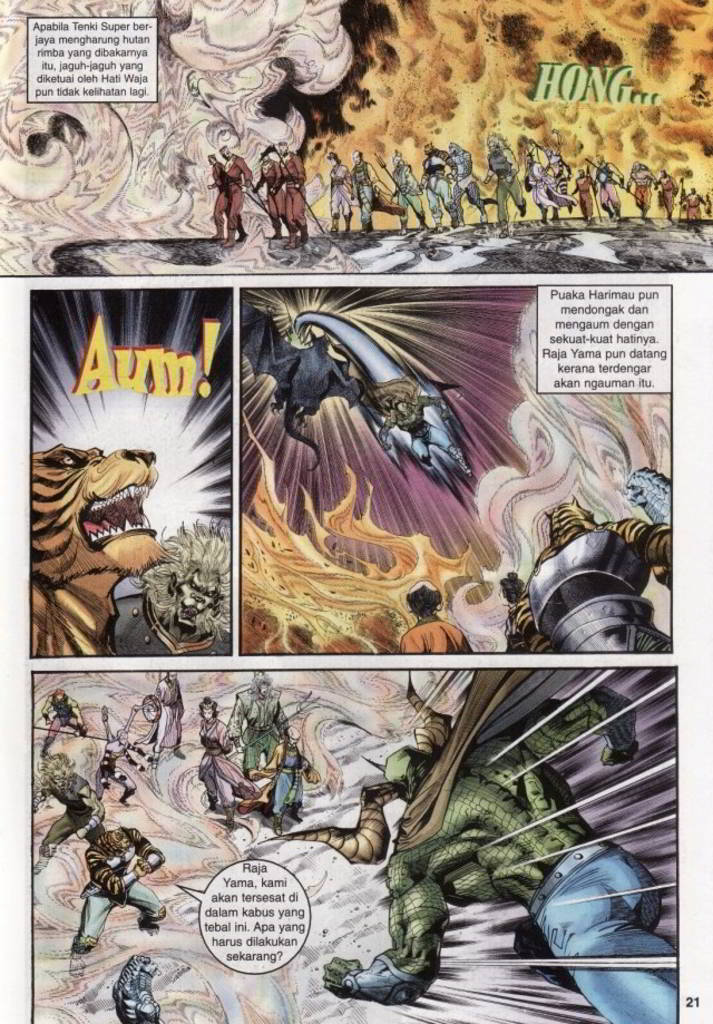 Apabila Tenki Super ber-
jaya mengharung hutan
rimba yang dibakarnya
itu, jaguh-jaguh yang
diketuai oleh Hati Waja
pun tidak kelihatan lagi.
HONG...
Aum!
Puaka Harimau pun
mendongak dan
mengaum dengan
sekuat-kuat hatinya.
Raja Yama pun datang
kerana terdengar
akan ngauman itu.
Raja
Yama, kami
akan tersesat di
dalam kabus yang
tebal ini. Apa yang
harus dilakukan
sekarang?
21